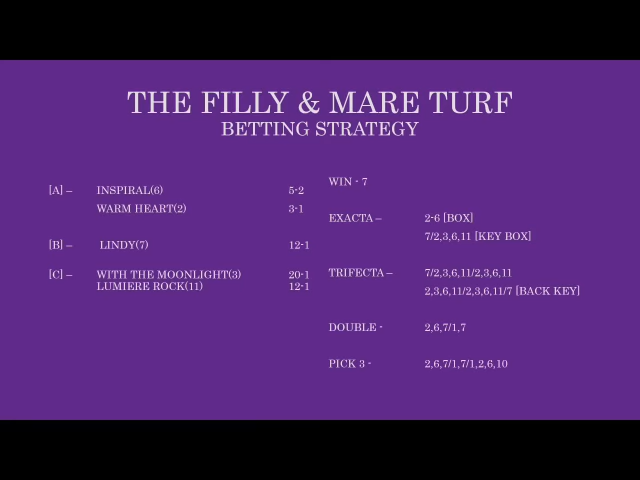 THE FILLY & MARE TURF
BETTING STRATEGY
[A] – INSPIRAL(6) 5-2
WARM HEART(2) 3-1
[B] – LINDY(7) 12-1
[C] – WITH THE MOONLIGHT(3) 20-1
LUMIERE ROCK(11) 12-1
WIN - 7
EXACTA – 2-6 [BOX]
7/2,3,6,11 [KEY BOX]
TRIFECTA – 7/2,3,6,11/2,3,6,11
2,3,6,11/2,3,6,11/7 [BACK KEY]
DOUBLE - 2,6,7/1,7
PICK 3 - 2,6,7/1,7/1,2,6,10